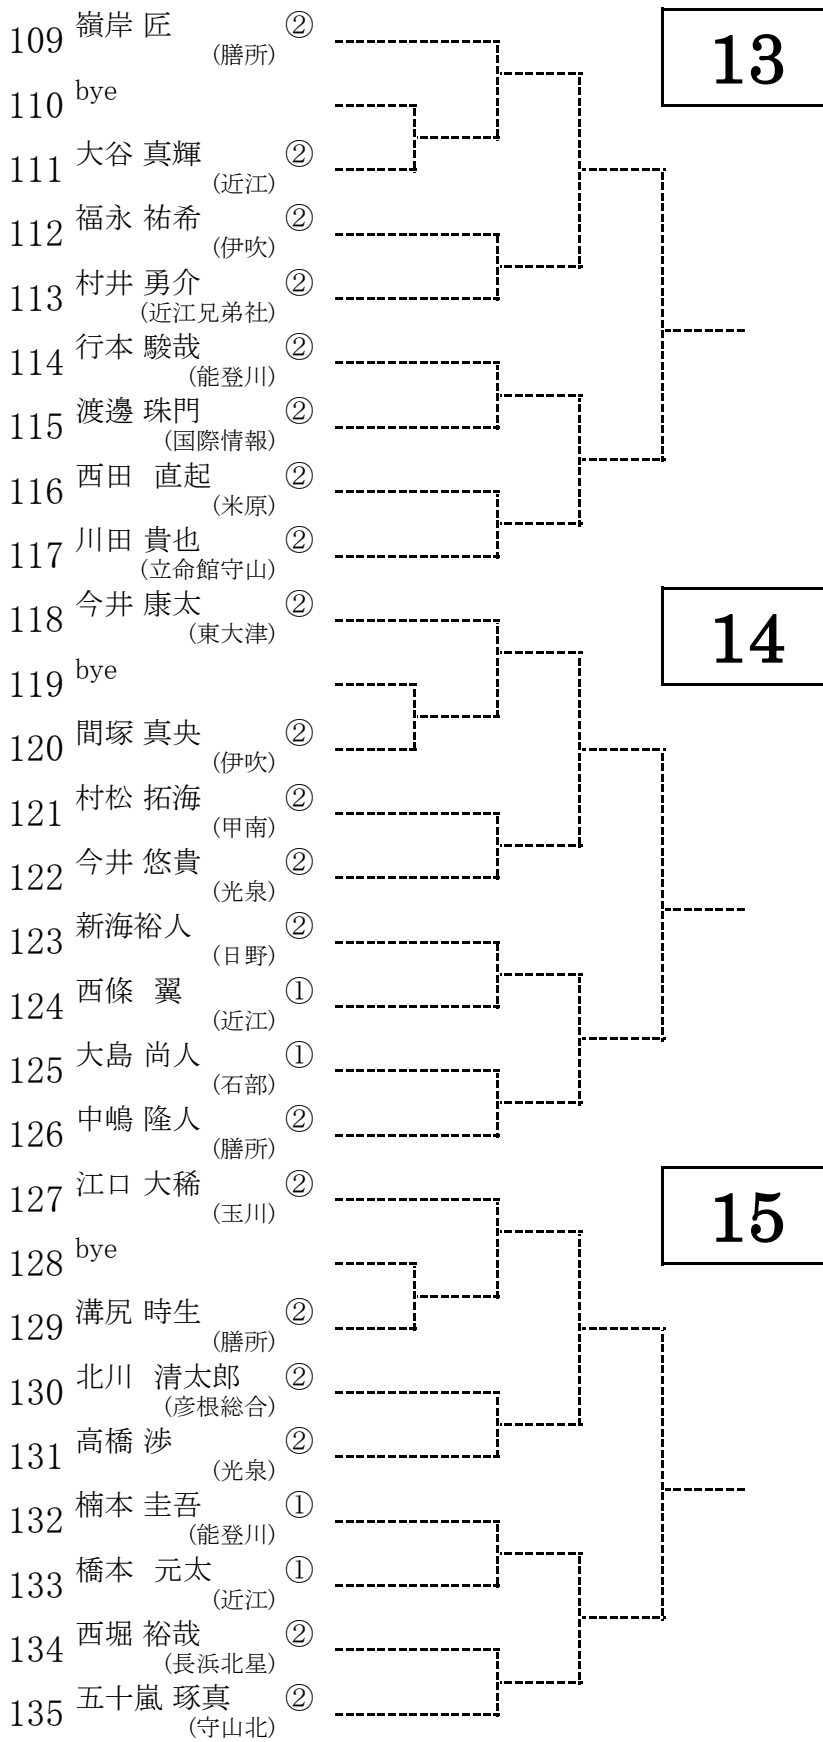 109 嶺岸 匠 ②
(膳所)
13
110 bye
111 大谷 真輝 ②
(近江)
112 福永 祐希 ②
(伊吹)
113 村井 勇介 ②
(近江兄弟社)
114 行本 駿哉 ②
(能登川)
115 渡邊 珠門 ②
(国際情報)
116 西田 直起 ②
(米原)
117 川田 貴也 ②
(立命館守山)
118 今井 康太 ②
(東大津)
14
119 bye
120 間塚 真央 ②
(伊吹)
121 村松 拓海 ②
(甲南)
122 今井 悠貴 ②
(光泉)
123 新海裕人 ②
(日野)
124 西條 翼 ①
(近江)
125 大島 尚人 ①
(石部)
126 中嶋 隆人 ②
(膳所)
127 江口 大稀 ②
(玉川)
15
128 bye
129 溝尻 時生 ②
(膳所)
130 北川 清太郎 ②
(彦根総合)
131 高橋 渉 ②
(光泉)
132 楠本 圭吾 ①
(能登川)
133 橋本 元太 ①
(近江)
134 西堀 裕哉 ②
(長浜北星)
135 五十嵐 琢真 ②
(守山北)